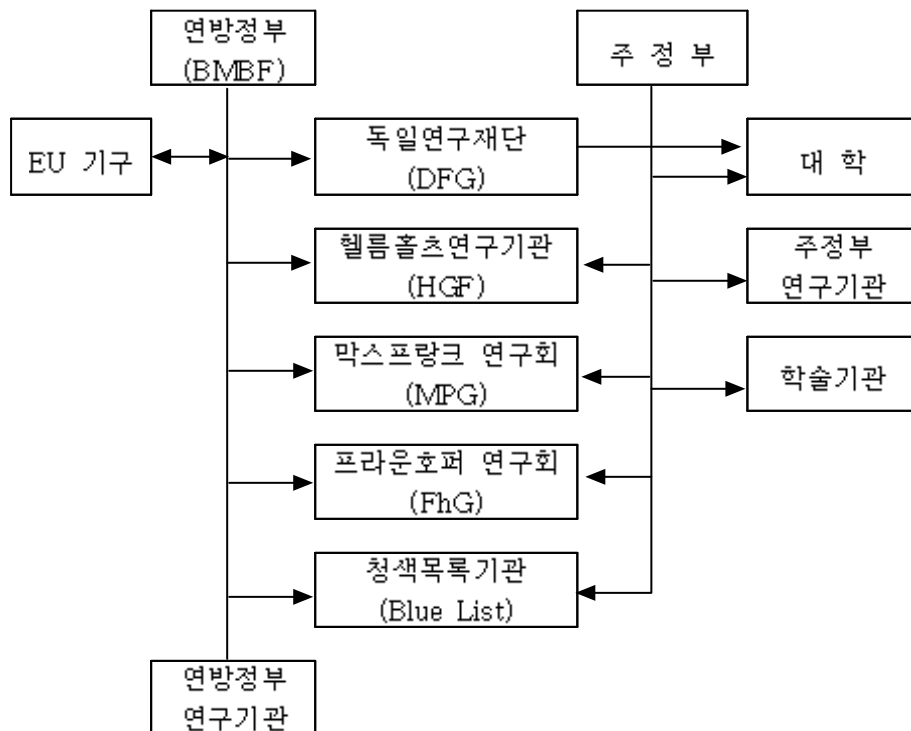 연방정부
(BMBF)
주 정 부
EU 기구
독일연구재단
(DFG)
대 학
헬름홀츠연구기관
(HGF)
주정부
연구기관
막스프랑크 연구회
(MPG)
학술기관
프라운호퍼 연구회
(FhG)
청색목록기관
(Blue List)
연방정부
연구기관